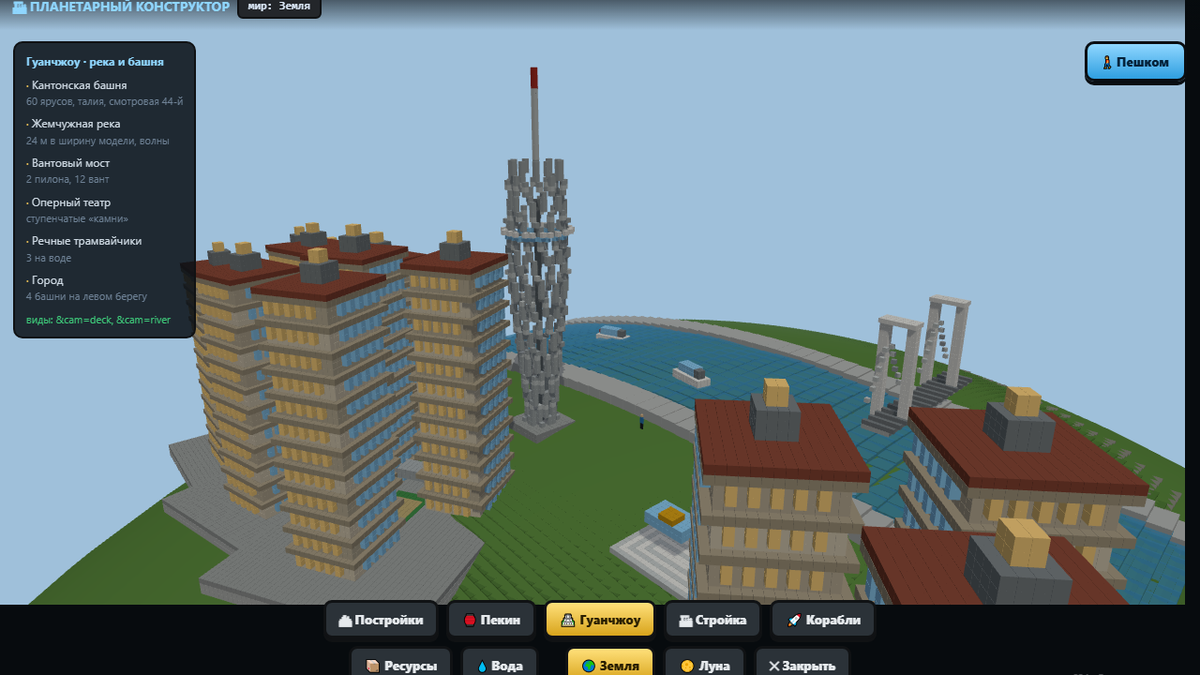 ПЛАНЕТАРНЫЙ КОНСТРУКТОР
мир: Земля
Гуанчжоу · река и башня
· Кантонская башня
60 ярусов, талия, смотровая 44-й
· Жемчужная река
24 м в ширину модели, волны
· Вантовый мост
2 пилона, 12 вант
· Оперный театр
ступенчатые «камни»
· Речные трамвайчики
3 на воде
· Город
4 башни на левом берегу
виды: &cam=deck, &cam=river
Пешком
Постройки
Пекин
Гуанчжоу
Стройка
Корабли
Ресурсы
Вода
Земля
Луна
Закрыть